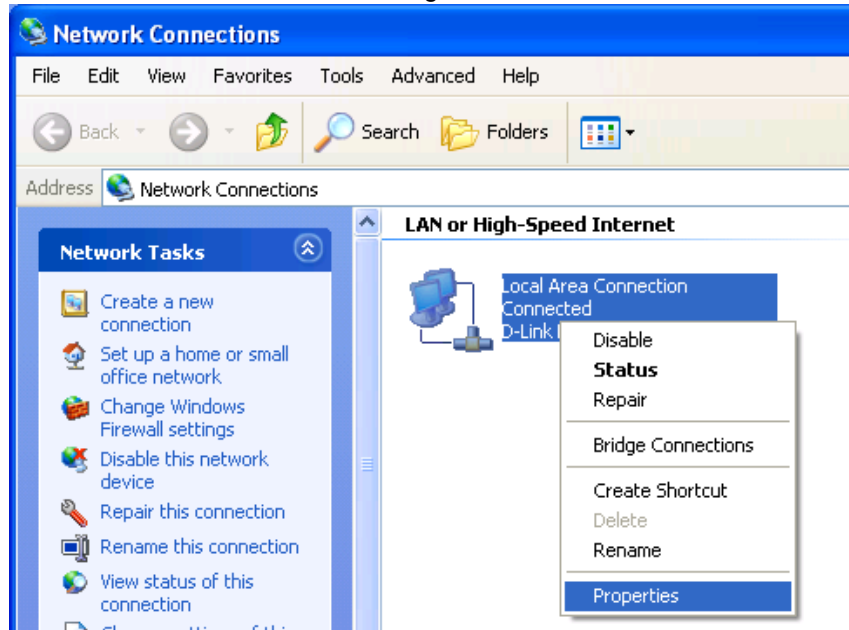 Network Connections
File Edit View Favorites Tools Advanced Help
Back Search Folders
Address Network Connections
Network Tasks
Create a new
connection
Set up a home or small
office network
Change Windows
Firewall settings
Disable this network
device
Repair this connection
Rename this connection
View status of this
connection
LAN or High-Speed Internet
Local Area Connection
Connected
D-Link
Disable
Status
Repair
Bridge Connections
Create Shortcut
Delete
Rename
Properties